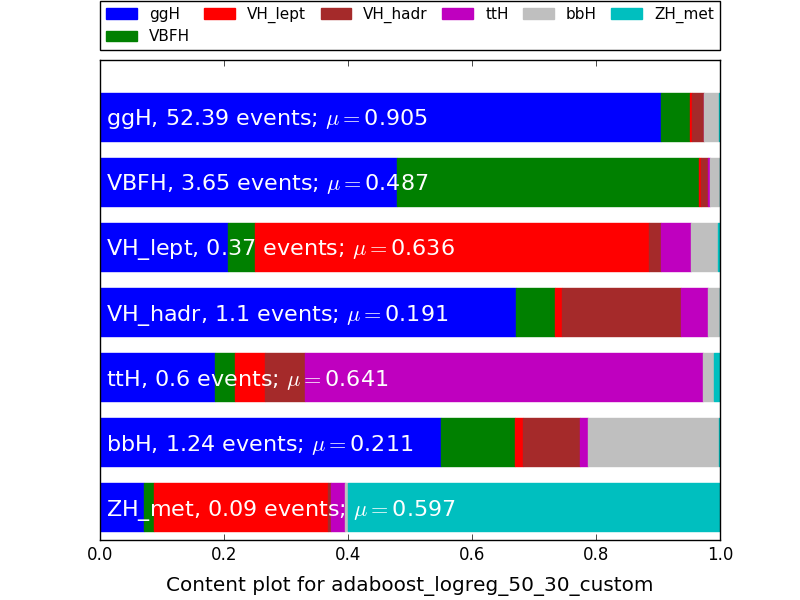 ggH VH_lept VH_hadr ttH bbH ZH_met
VBFH
ggH, 52.39 events; μ = 0.905
VBFH, 3.65 events; μ = 0.487
VH_lept, 0.37 events; μ = 0.636
VH_hadr, 1.1 events; μ = 0.191
ttH, 0.6 events; μ = 0.641
bbH, 1.24 events; μ = 0.211
ZH_met, 0.09 events; μ = 0.597
0.0 0.2 0.4 0.6 0.8 1.0
Content plot for adaboost_logreg_50_30_custom